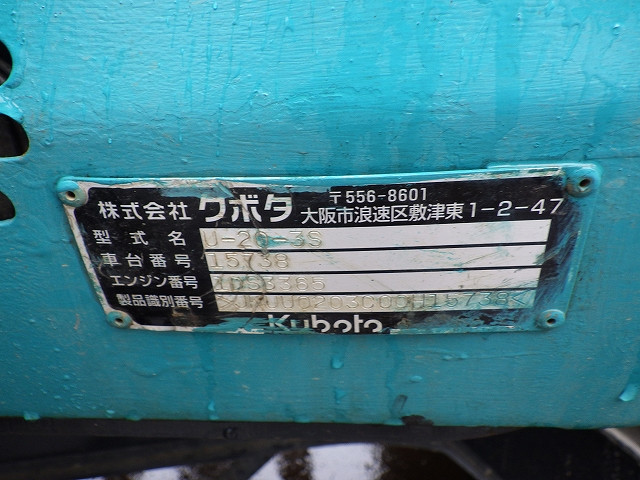 株式会社 クボタ 〒556-8601
大阪市浪速区敷津東1-2-47
型式名 U-20-3S
車台番号 15738
エンジン番号
製品識別番号
Kubota